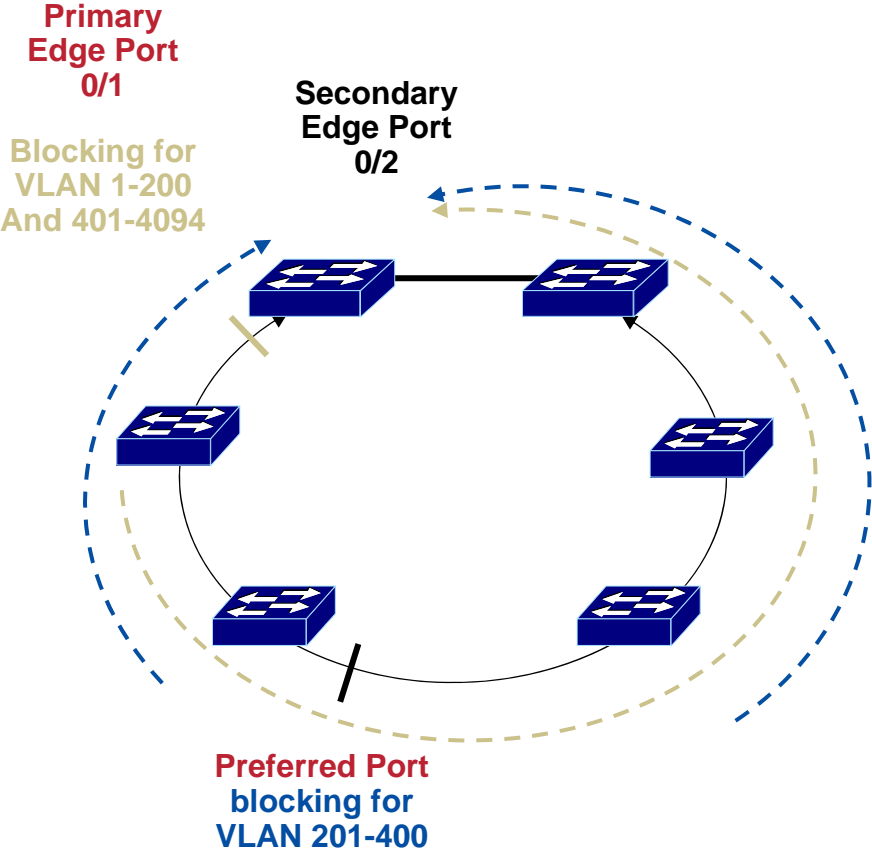 Primary
Edge Port
0/1
Secondary
Edge Port
0/2
Blocking for
VLAN 1-200
And 401-4094
Preferred Port
blocking for
VLAN 201-400